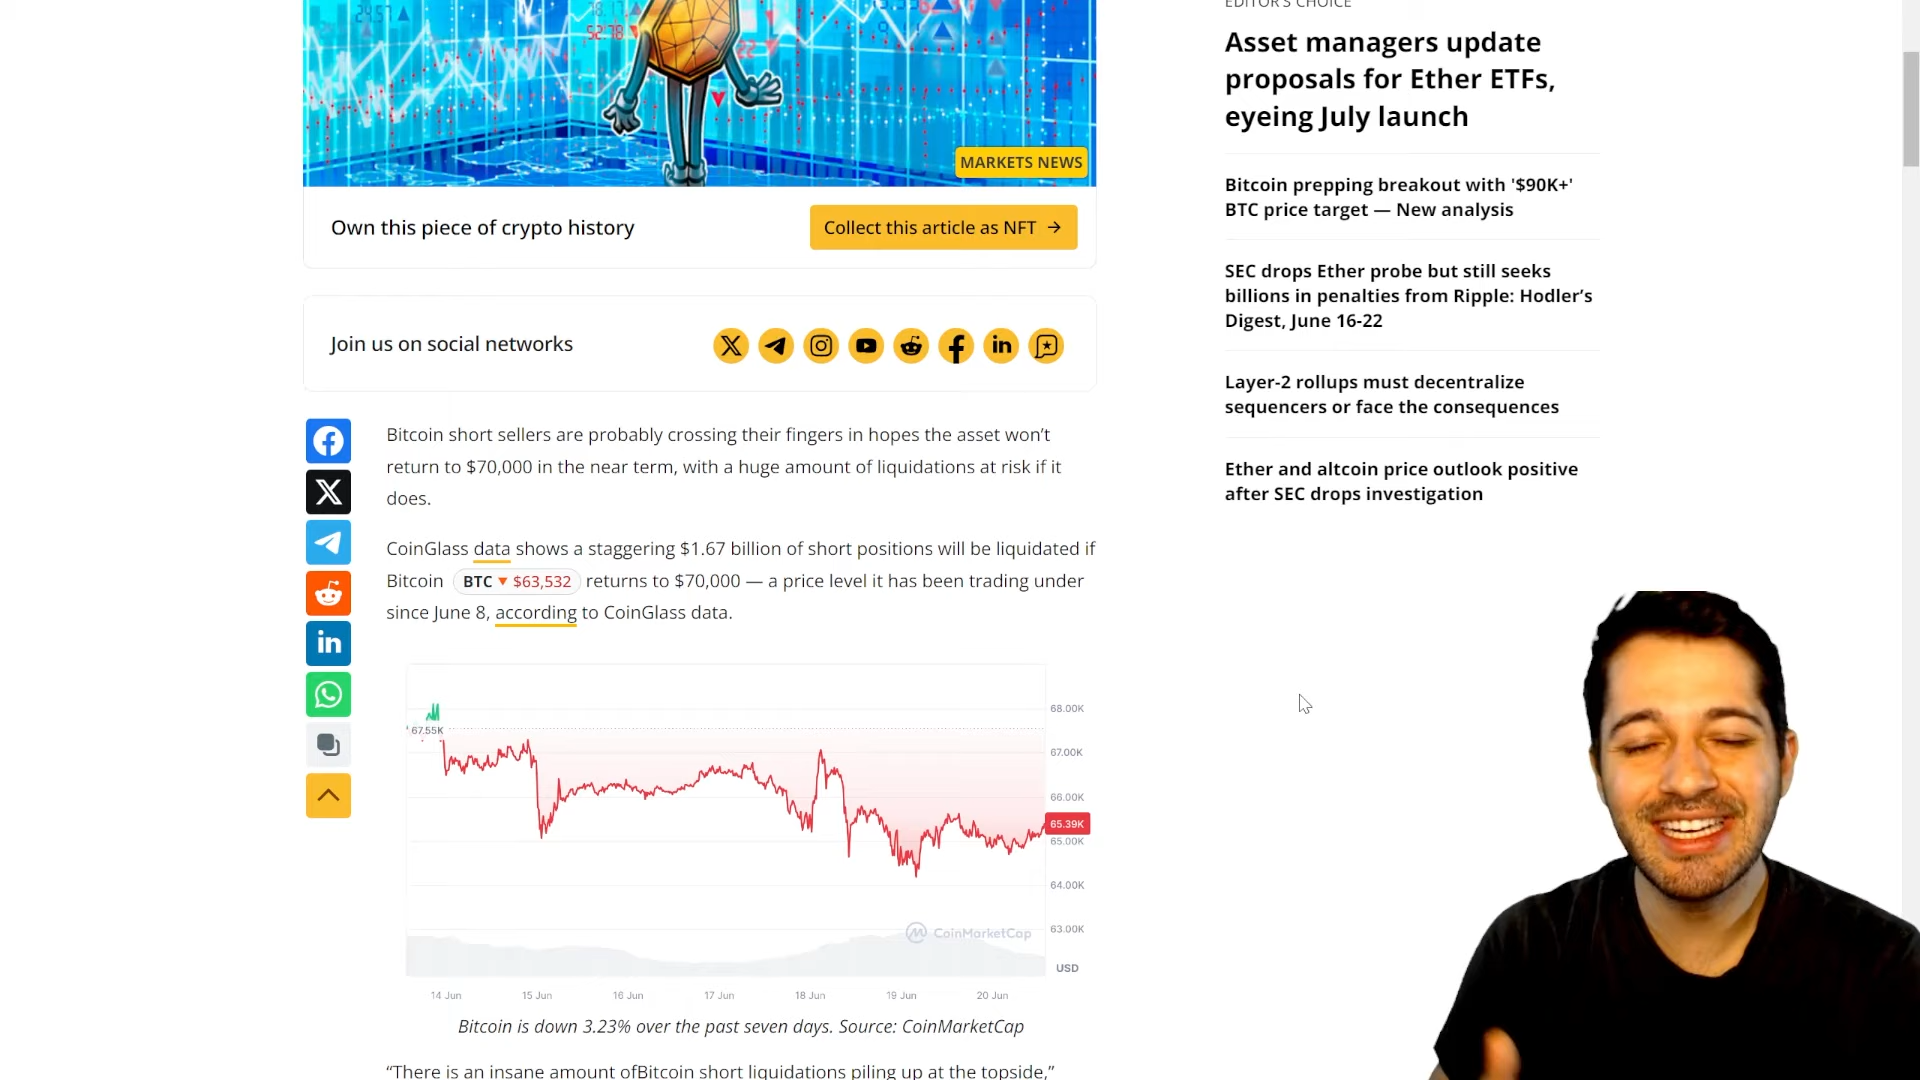 24.57
52.78
22
MARKETS NEWS
Own this piece of crypto history
Collect this article as NFT →
Join us on social networks
Bitcoin short sellers are probably crossing their fingers in hopes the asset won’t
return to $70,000 in the near term, with a huge amount of liquidations at risk if it
does.
CoinGlass data shows a staggering $1.67 billion of short positions will be liquidated if
Bitcoin BTC ▼ $63,532 returns to $70,000 — a price level it has been trading under
since June 8, according to CoinGlass data.
68.00K
67.55K
67.00K
66.00K
65.39K
65.00K
64.00K
63.00K
CoinMarketCap
USD
14 Jun 15 Jun 16 Jun 17 Jun 18 Jun 19 Jun 20 Jun
Bitcoin is down 3.23% over the past seven days. Source: CoinMarketCap
“There is an insane amount ofBitcoin short liquidations piling up at the topside,”
EDITOR’S CHOICE
Asset managers update
proposals for Ether ETFs,
eyeing July launch
Bitcoin prepping breakout with '$90K+'
BTC price target — New analysis
SEC drops Ether probe but still seeks
billions in penalties from Ripple: Hodler’s
Digest, June 16-22
Layer-2 rollups must decentralize
sequencers or face the consequences
Ether and altcoin price outlook positive
after SEC drops investigation